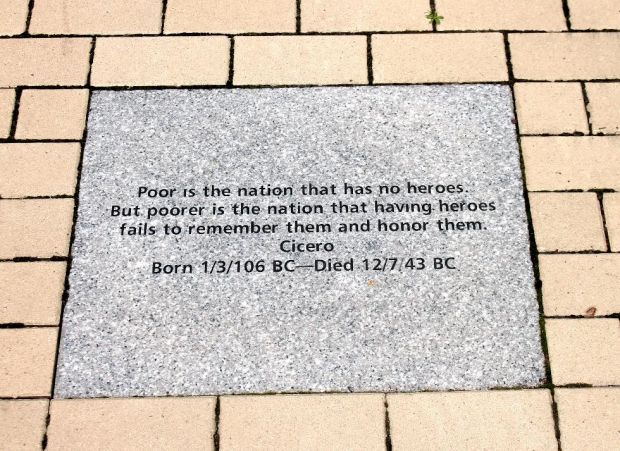 Poor is the nation that has no heroes.
But poorer is the nation that having heroes
fails to remember them and honor them.
Cicero
Born 1/3/106 BC—Died 12/7/43 BC